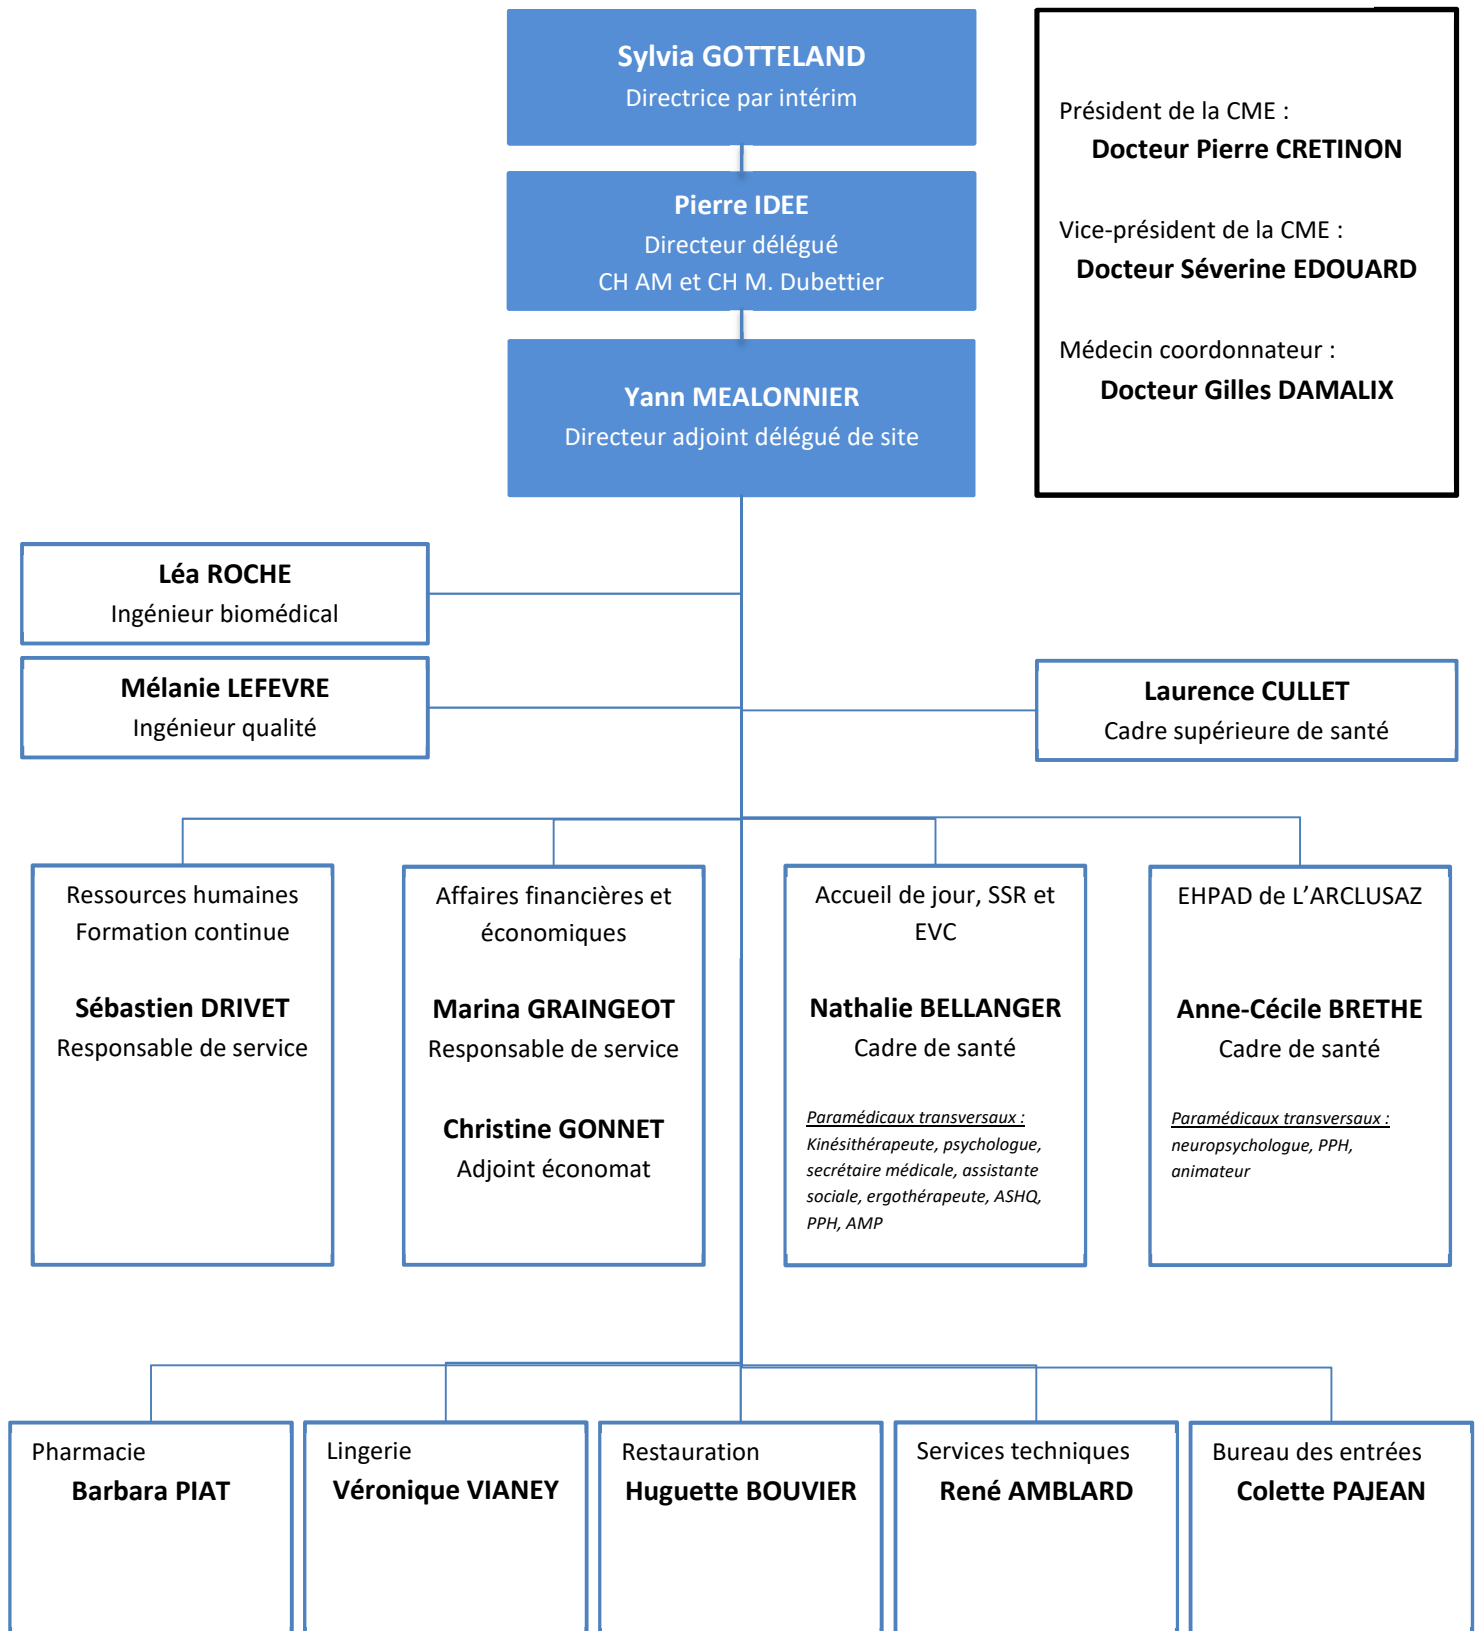 Sylvia GOTTELAND
Directrice par intérim
Pierre IDEE
Directeur délégué
CH AM et CH M. Dubettier
Yann MEALONNIER
Directeur adjoint délégué de site
Président de la CME :
Docteur Pierre CRETINON
Vice-président de la CME :
Docteur Séverine EDOUARD
Médecin coordonnateur :
Docteur Gilles DAMALIX
Léa ROCHE
Ingénieur biomédical
Mélanie LEFEVRE
Ingénieur qualité
Laurence CULLET
Cadre supérieure de santé
Ressources humaines
Formation continue
Sébastien DRIVET
Responsable de service
Affaires financières et
économiques
Marina GRAINGEOT
Responsable de service
Christine GONNET
Adjoint économat
Accueil de jour, SSR et
EVC
Nathalie BELLANGER
Cadre de santé
Paramédicaux transversaux :
Kinésithérapeute, psychologue,
secrétaire médicale, assistante
sociale, ergothérapeute, ASHQ,
PPH, AMP
EHPAD de L’ARCLUSAZ
Anne-Cécile BRETHE
Cadre de santé
Paramédicaux transversaux :
neuropsychologue, PPH,
animateur
Pharmacie
Barbara PIAT
Lingerie
Véronique VIANEY
Restauration
Huguette BOUVIER
Services techniques
René AMBLARD
Bureau des entrées
Colette PAJEAN